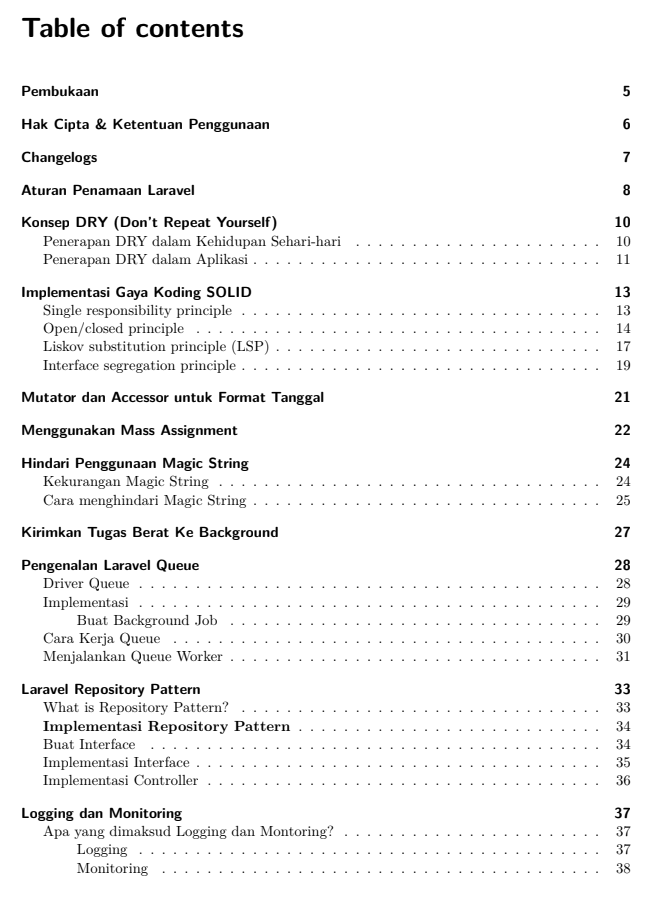 Table of contents
Pembukaan 5
Hak Cipta & Ketentuan Penggunaan 6
Changelogs 7
Aturan Penamaan Laravel 8
Konsep DRY (Don't Repeat Yourself) 10
Penerapan DRY dalam Kehidupan Sehari-hari . . . . . . . . . . . . . . . . . . . . . . 10
Penerapan DRY dalam Aplikasi . . . . . . . . . . . . . . . . . . . . . . . . . . . . . . . 11
Implementasi Gaya Koding SOLID 13
Single responsibility principle . . . . . . . . . . . . . . . . . . . . . . . . . . . . . . . . 13
Open/closed principle . . . . . . . . . . . . . . . . . . . . . . . . . . . . . . . . . . . . 14
Liskov substitution principle (LSP) . . . . . . . . . . . . . . . . . . . . . . . . . . . . . 17
Interface segregation principle . . . . . . . . . . . . . . . . . . . . . . . . . . . . . . . . 19
Mutator dan Accessor untuk Format Tanggal 21
Menggunakan Mass Assignment 22
Hindari Penggunaan Magic String 24
Kekurangan Magic String . . . . . . . . . . . . . . . . . . . . . . . . . . . . . . . . . . 24
Cara menghindari Magic String . . . . . . . . . . . . . . . . . . . . . . . . . . . . . . . 25
Kirimkan Tugas Berat Ke Background 27
Pengenalan Laravel Queue 28
Driver Queue . . . . . . . . . . . . . . . . . . . . . . . . . . . . . . . . . . . . . . . . . 28
Implementasi . . . . . . . . . . . . . . . . . . . . . . . . . . . . . . . . . . . . . . . . . 29
Buat Background Job . . . . . . . . . . . . . . . . . . . . . . . . . . . . . . . . . 29
Cara Kerja Queue . . . . . . . . . . . . . . . . . . . . . . . . . . . . . . . . . . . . . . 30
Menjalankan Queue Worker . . . . . . . . . . . . . . . . . . . . . . . . . . . . . . . . . 31
Laravel Repository Pattern 33
What is Repository Pattern? . . . . . . . . . . . . . . . . . . . . . . . . . . . . . . . . 33
Implementasi Repository Pattern . . . . . . . . . . . . . . . . . . . . . . . . . . . 34
Buat Interface . . . . . . . . . . . . . . . . . . . . . . . . . . . . . . . . . . . . . . . . 34
Implementasi Interface . . . . . . . . . . . . . . . . . . . . . . . . . . . . . . . . . . . . 35
Implementasi Controller . . . . . . . . . . . . . . . . . . . . . . . . . . . . . . . . . . . 36
Logging dan Monitoring 37
Apa yang dimaksud Logging dan Montoring? . . . . . . . . . . . . . . . . . . . . . . . 37
Logging . . . . . . . . . . . . . . . . . . . . . . . . . . . . . . . . . . . . . . . . . 37
Monitoring . . . . . . . . . . . . . . . . . . . . . . . . . . . . . . . . . . . . . . . 38